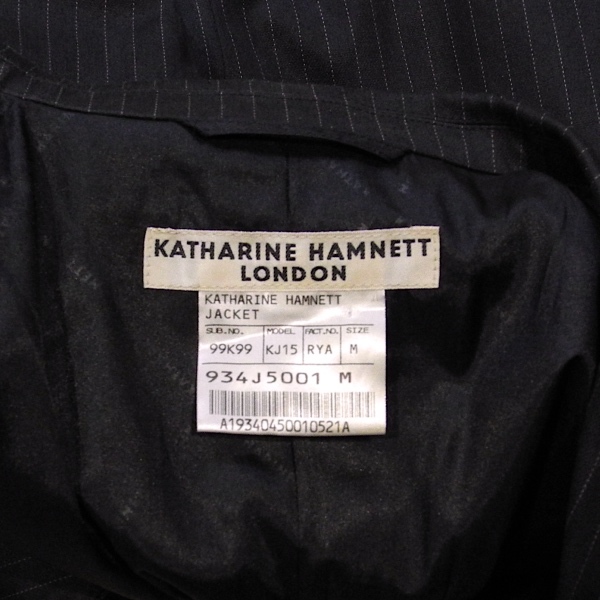 KATHARINE HAMNETT
LONDON
KATHARINE HAMNETT
JACKET
SUB.NO. MODEL FACT.NO. SIZE
99K99 KJ15 RYA M
934J5001 M
A19340450010521A